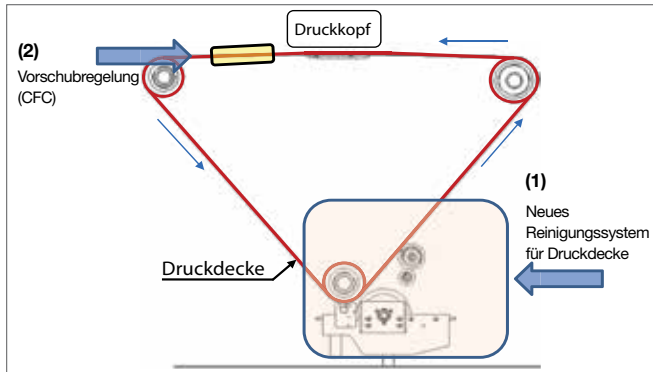 Druckkopf
(2)
Vorschubregelung
(CFC)
(1)
Neues
Reinigungssystem
für Druckdecke
Druckdecke